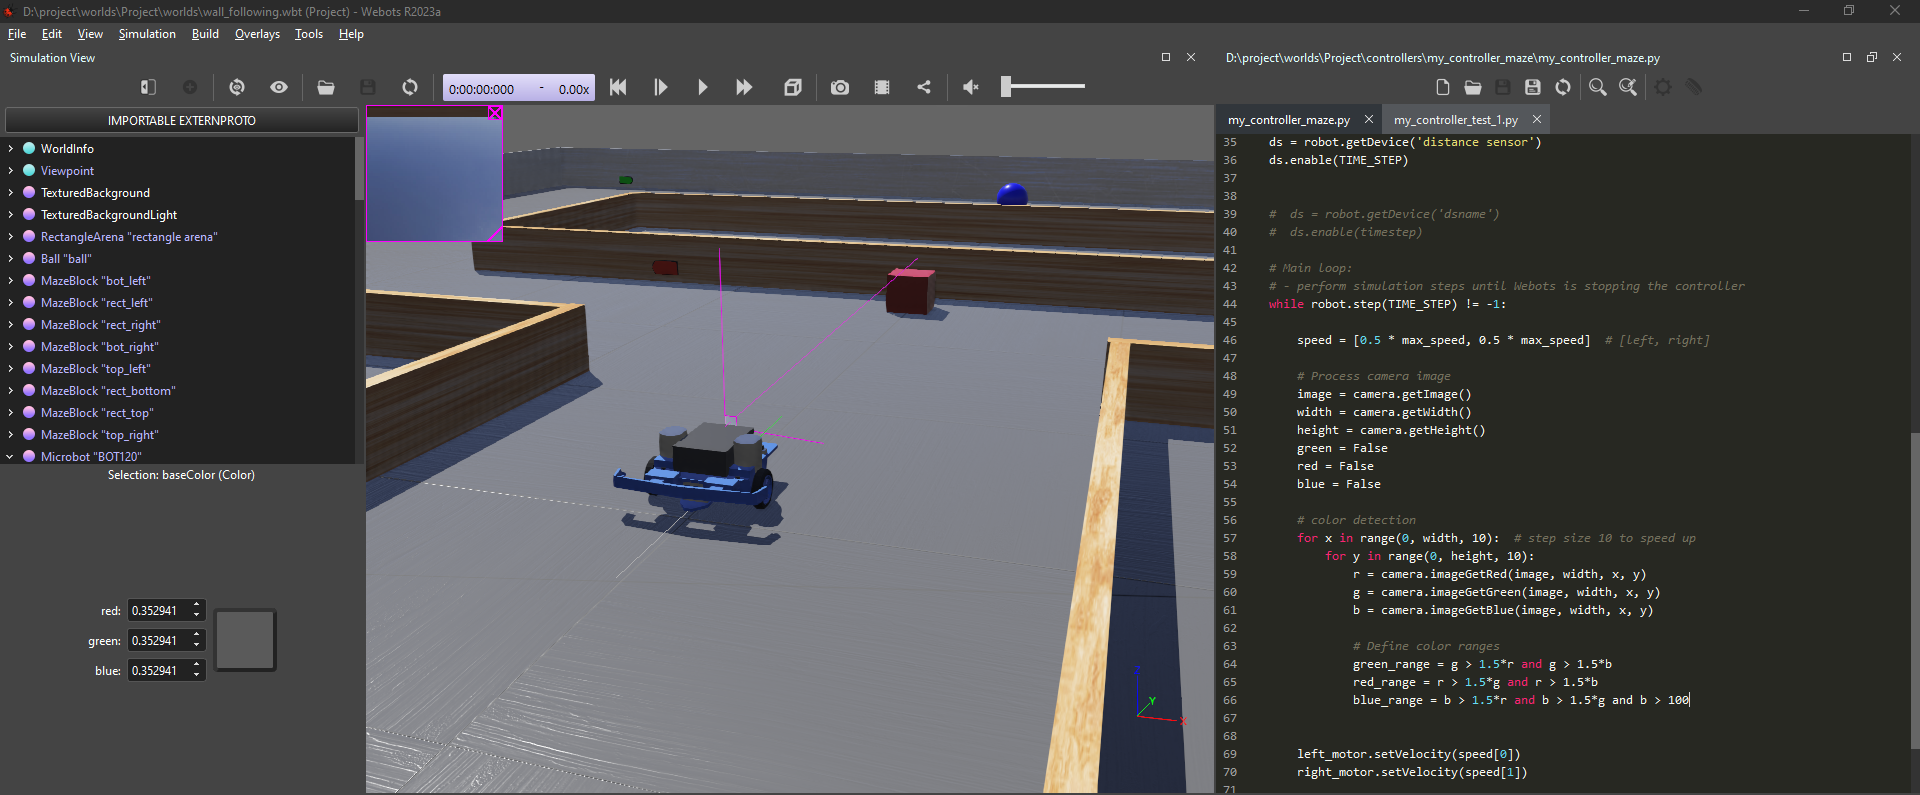 D:\project\worlds\Project\worlds\wall_following.wbt (Project) - Webots R2023a
File Edit View Simulation Build Overlays Tools Help
Simulation View
0:00:00:000 - 0.00x
IMPORTABLE EXTERNPROTO
WorldInfo
Viewpoint
TexturedBackground
TexturedBackgroundLight
RectangleArena "rectangle arena"
Ball "ball"
MazeBlock "bot_left"
MazeBlock "rect_left"
MazeBlock "rect_right"
MazeBlock "bot_right"
MazeBlock "top_left"
MazeBlock "rect_bottom"
MazeBlock "rect_top"
MazeBlock "top_right"
Microbot "BOT120"
Selection: baseColor (Color)
red: 0.352941
green: 0.352941
blue: 0.352941
Y
X
D:\project\worlds\Project\controllers\my_controller_maze\my_controller_maze.py
my_controller_maze.py my_controller_test_1.py
35 ds = robot.getDevice('distance sensor')
36 ds.enable(TIME_STEP)
37
38
39 # ds = robot.getDevice('dsname')
40 # ds.enable(timestep)
41
42 # Main loop:
43 # - perform simulation steps until Webots is stopping the controller
44 while robot.step(TIME_STEP) != -1:
45
46 speed = [0.5 * max_speed, 0.5 * max_speed] # [left, right]
47
48 # Process camera image
49 image = camera.getImage()
50 width = camera.getWidth()
51 height = camera.getHeight()
52 green = False
53 red = False
54 blue = False
55
56 # color detection
57 for x in range(0, width, 10): # step size 10 to speed up
58 for y in range(0, height, 10):
59 r = camera.imageGetRed(image, width, x, y)
60 g = camera.imageGetGreen(image, width, x, y)
61 b = camera.imageGetBlue(image, width, x, y)
62
63 # Define color ranges
64 green_range = g > 1.5*r and g > 1.5*b
65 red_range = r > 1.5*g and r > 1.5*b
66 blue_range = b > 1.5*r and b > 1.5*g and b > 100
67
68
69 left_motor.setVelocity(speed[0])
70 right_motor.setVelocity(speed[1])
71